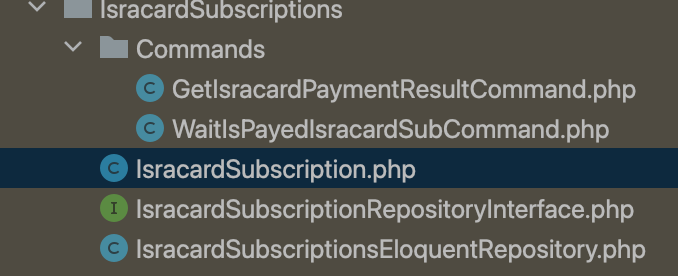 IsracardSubscriptions
Commands
C GetIsracardPaymentResultCommand.php
C WaitIsPayedIsracardSubCommand.php
C IsracardSubscription.php
I IsracardSubscriptionRepositoryInterface.php
C IsracardSubscriptionsEloquentRepository.php